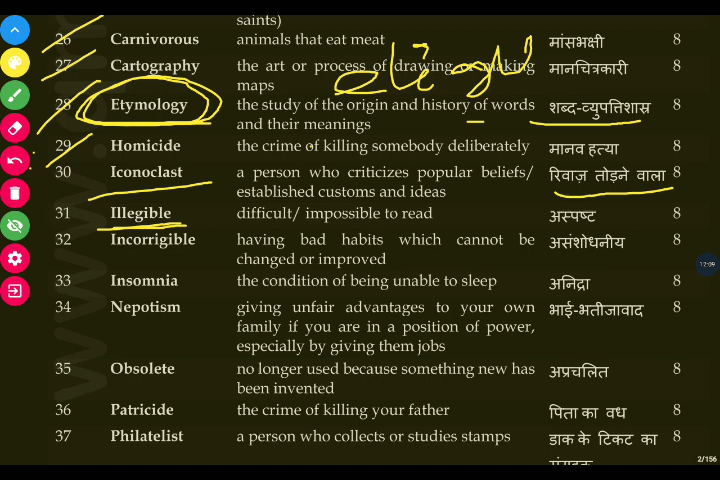 saints)
26 Carnivorous animals that eat meat मांसभक्षी 8
27 Cartography the art or process of drawing or making मानचित्रकारी 8
maps
28 Etymology the study of the origin and history of words शब्द-व्युपतिशास्र 8
and their meanings
29 Homicide the crime of killing somebody deliberately मानव हत्या 8
30 Iconoclast a person who criticizes popular beliefs/ रिवाज़ तोड़ने वाला 8
established customs and ideas
31 Illegible difficult/ impossible to read अस्पष्ट 8
32 Incorrigible having bad habits which cannot be असंशोधनीय 8
changed or improved
33 Insomnia the condition of being unable to sleep अनिद्रा 8
34 Nepotism giving unfair advantages to your own भाई-भतीजावाद 8
family if you are in a position of power,
especially by giving them jobs
35 Obsolete no longer used because something new has अप्रचलित 8
been invented
36 Patricide the crime of killing your father पिता का वध 8
37 Philatelist a person who collects or studies stamps डाक के टिकट का 8
12:09
2/156